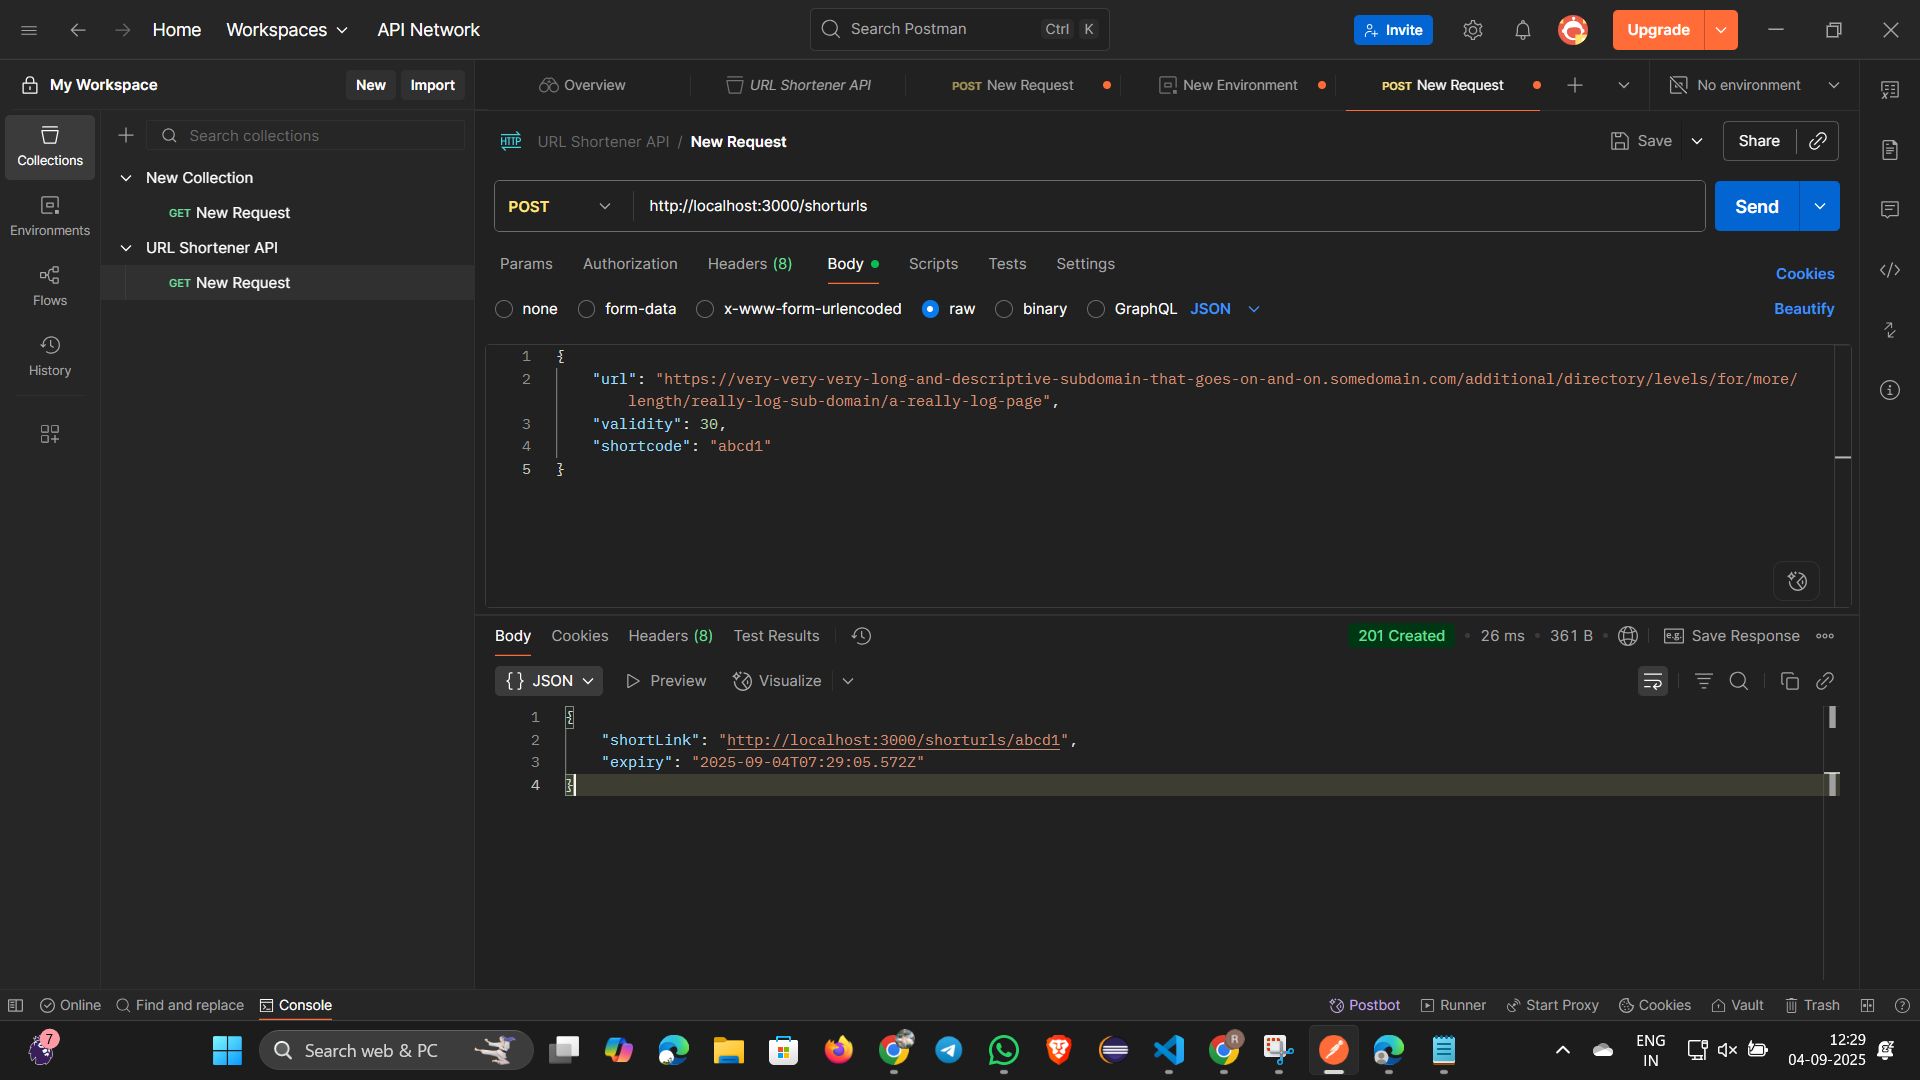 Home Workspaces API Network Search Postman Ctrl K Invite Upgrade
My Workspace New Import Overview URL Shortener API POST New Request New Environment POST New Request No environment
Collections
Environments
Flows
History
Search collections
New Collection
GET New Request
URL Shortener API
GET New Request
HTTP URL Shortener API / New Request Save Share
POST http://localhost:3000/shorturls Send
Params Authorization Headers (8) Body Scripts Tests Settings Cookies
none form-data x-www-form-urlencoded raw binary GraphQL JSON Beautify
1 {
2 "url": "https://very-very-very-long-and-descriptive-subdomain-that-goes-on-and-on.somedomain.com/additional/directory/levels/for/more/
length/really-log-sub-domain/a-really-log-page",
3 "validity": 30,
4 "shortcode": "abcd1"
5 }
Body Cookies Headers (8) Test Results 201 Created 26 ms 361 B e.g. Save Response
{} JSON Preview Visualize
1 {
2 "shortLink": "http://localhost:3000/shorturls/abcd1",
3 "expiry": "2025-09-04T07:29:05.572Z"
4 }
Online Find and replace Console Postbot Runner Start Proxy Cookies Vault Trash
7 Search web & PC R ENG
IN 12:29
04-09-2025